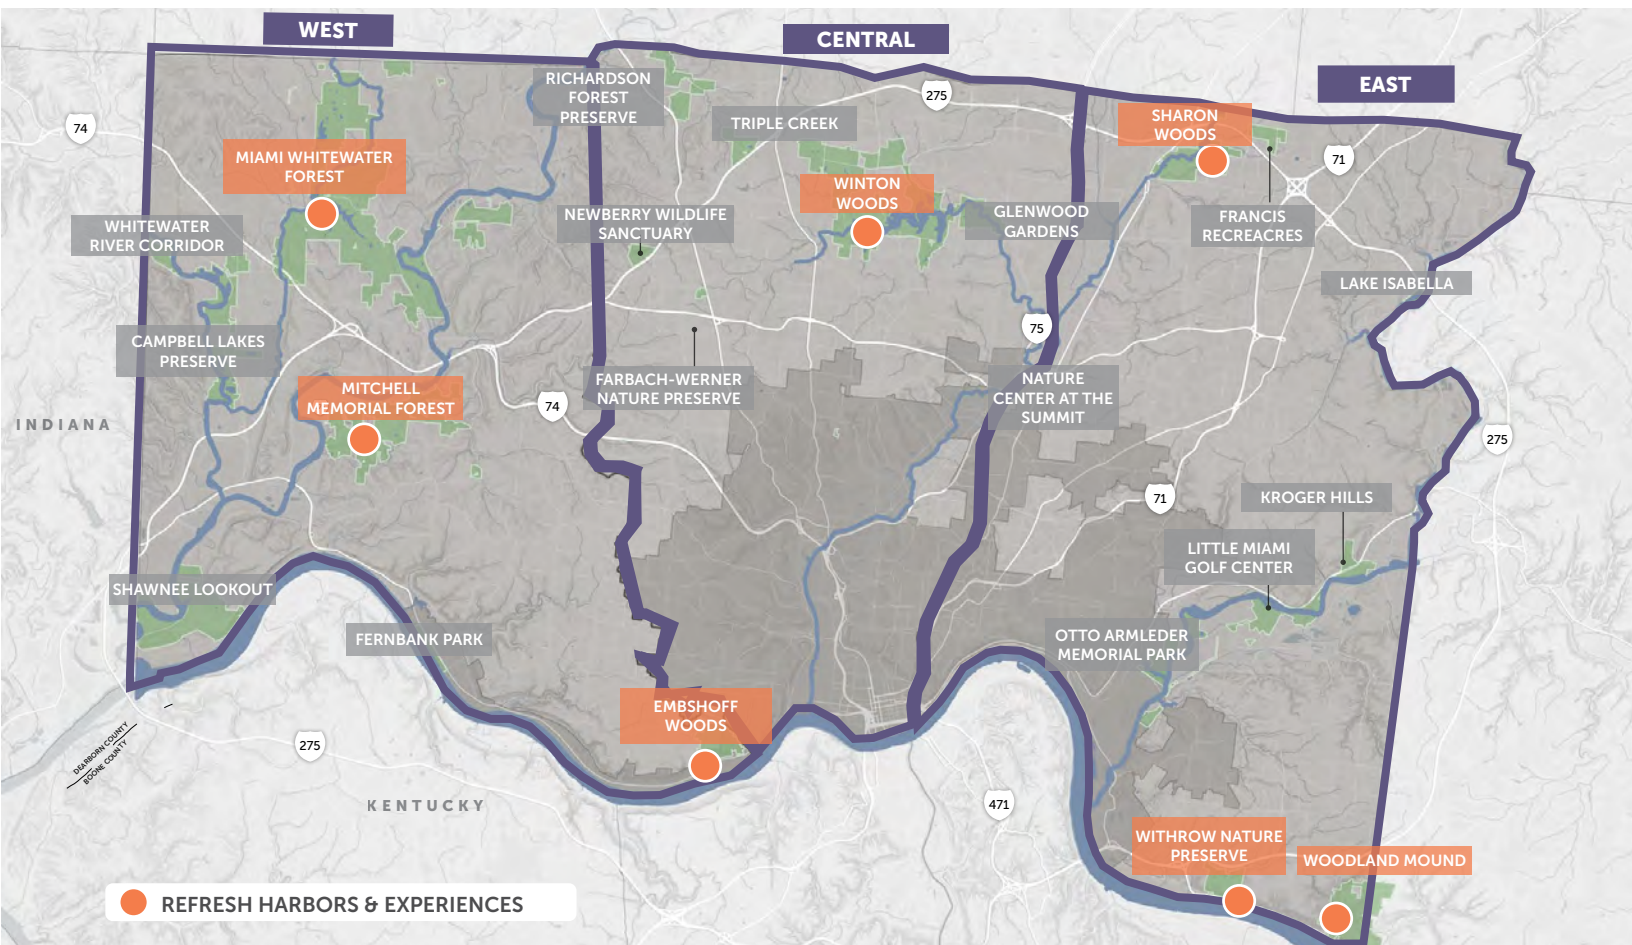 WEST
CENTRAL
EAST
RICHARDSON
FOREST
PRESERVE
275
74
TRIPLE CREEK
SHARON
WOODS
71
MIAMI WHITEWATER
FOREST
WINTON
WOODS
WHITEWATER
RIVER CORRIDOR
NEWBERRY WILDLIFE
SANCTUARY
GLENWOOD
GARDENS
FRANCIS
RECREACRES
LAKE ISABELLA
CAMPBELL LAKES
PRESERVE
75
MITCHELL
MEMORIAL FOREST
FARBACH-WERNER
NATURE PRESERVE
NATURE
CENTER AT THE
SUMMIT
74
INDIANA
275
71
KROGER HILLS
LITTLE MIAMI
GOLF CENTER
SHAWNEE LOOKOUT
FERNBANK PARK
OTTO ARMLEDER
MEMORIAL PARK
EMBSHOFF
WOODS
DEARBORN COUNTY
BOONE COUNTY
275
KENTUCKY
471
WITHROW NATURE
PRESERVE
WOODLAND MOUND
REFRESH HARBORS & EXPERIENCES